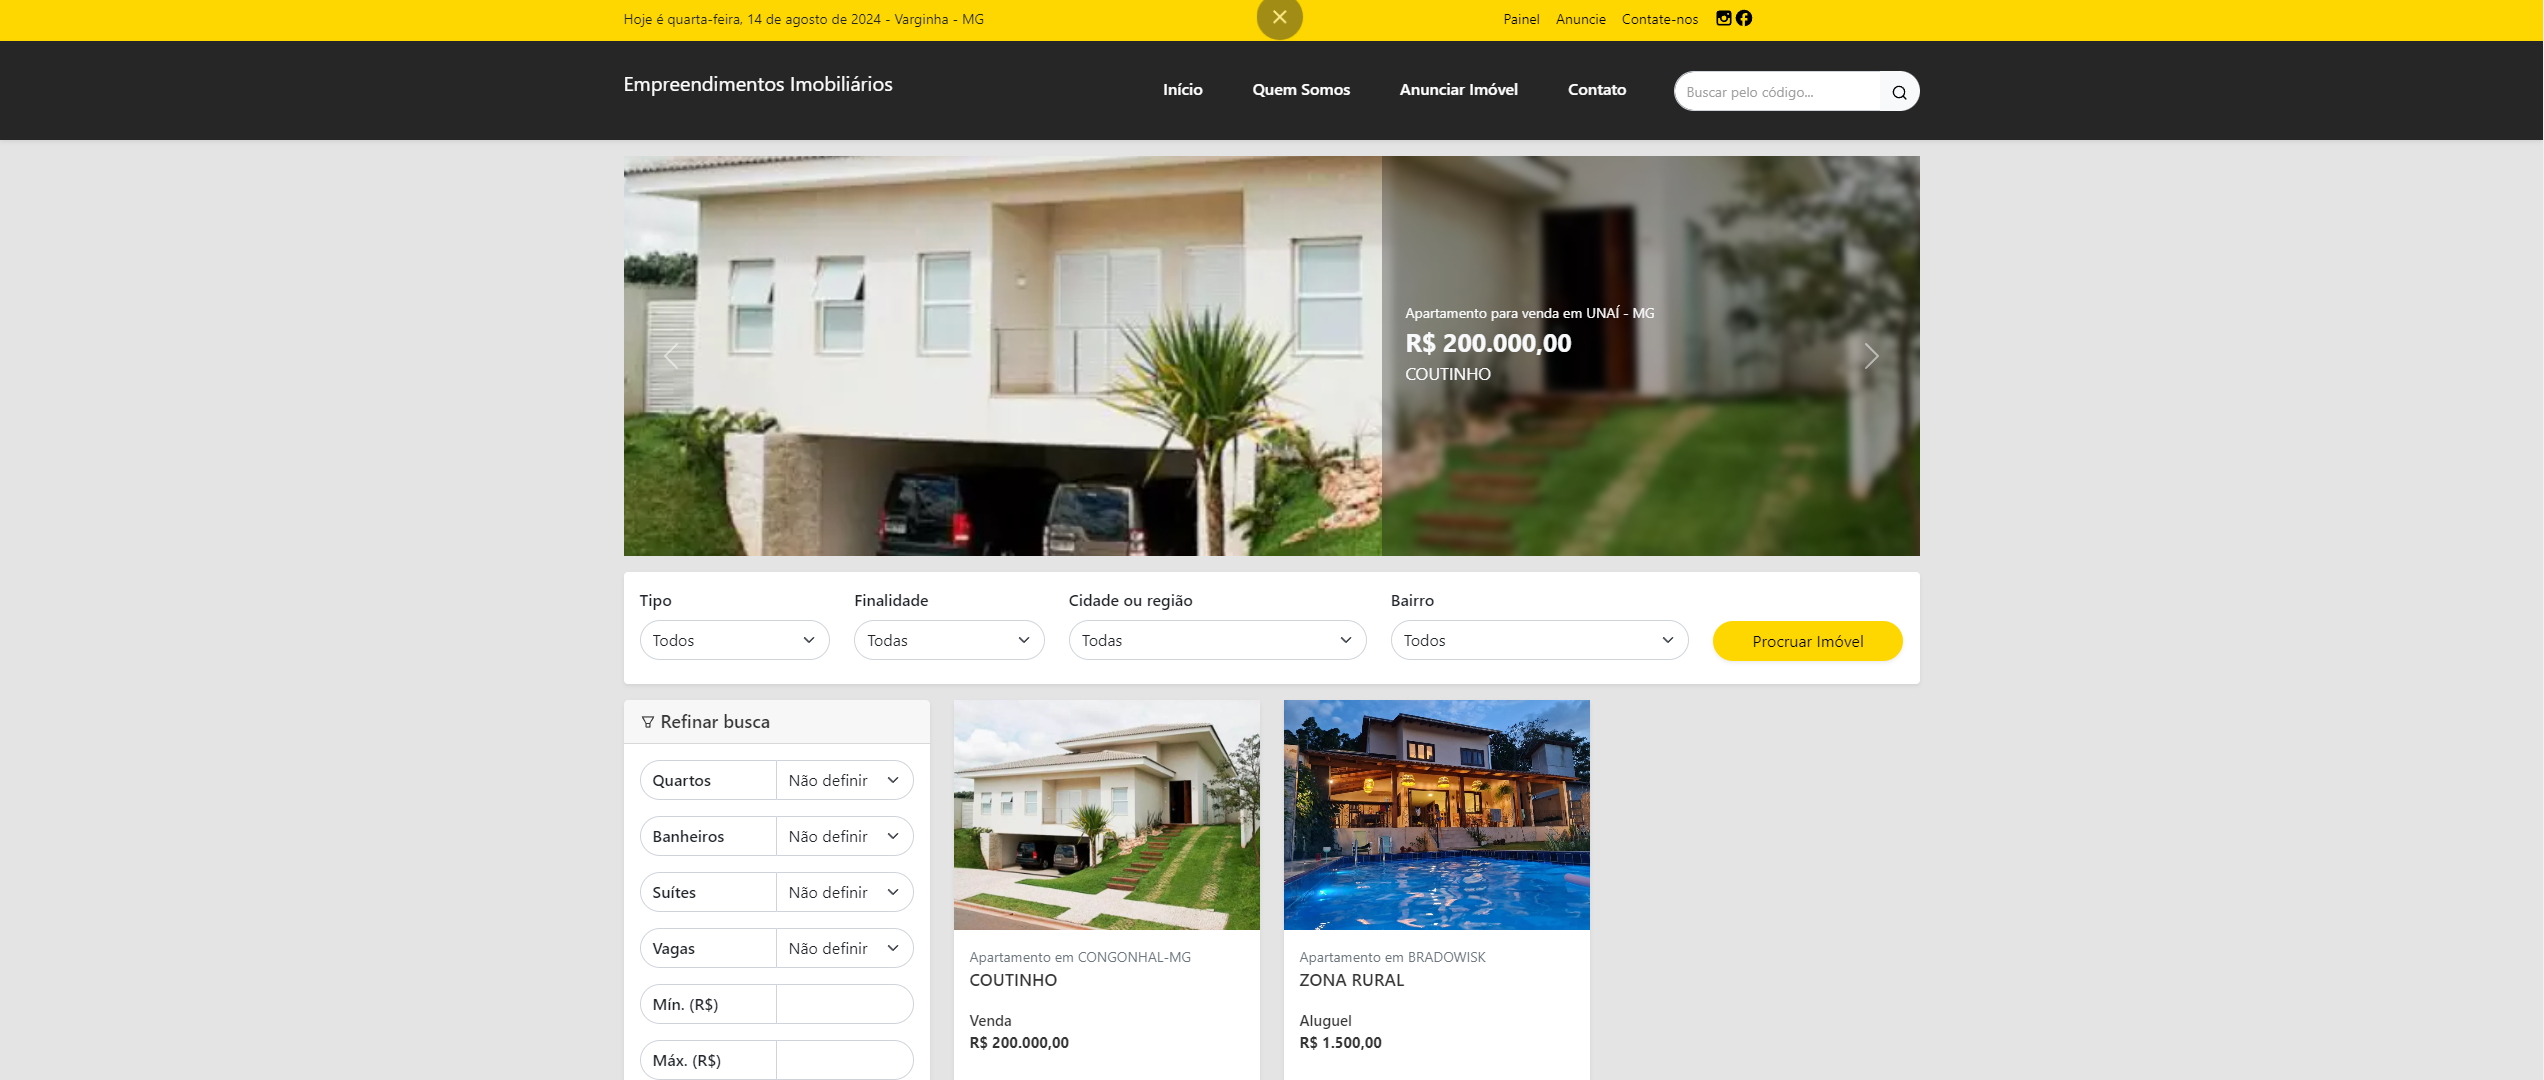 Hoje é quarta-feira, 14 de agosto de 2024 - Varginha - MG
Painel Anuncie Contate-nos
Empreendimentos Imobiliários
Início Quem Somos Anunciar Imóvel Contato
Buscar pelo código...
Apartamento para venda em UNAÍ - MG
R$ 200.000,00
COUTINHO
Tipo Finalidade Cidade ou região Bairro
Todos Todas Todas Todos Procruar Imóvel
Refinar busca
Quartos Não definir
Banheiros Não definir
Suítes Não definir
Vagas Não definir
Mín. (R$)
Máx. (R$)
Apartamento em CONGONHAL-MG
COUTINHO
Venda
R$ 200.000,00
Apartamento em BRADOWISK
ZONA RURAL
Aluguel
R$ 1.500,00